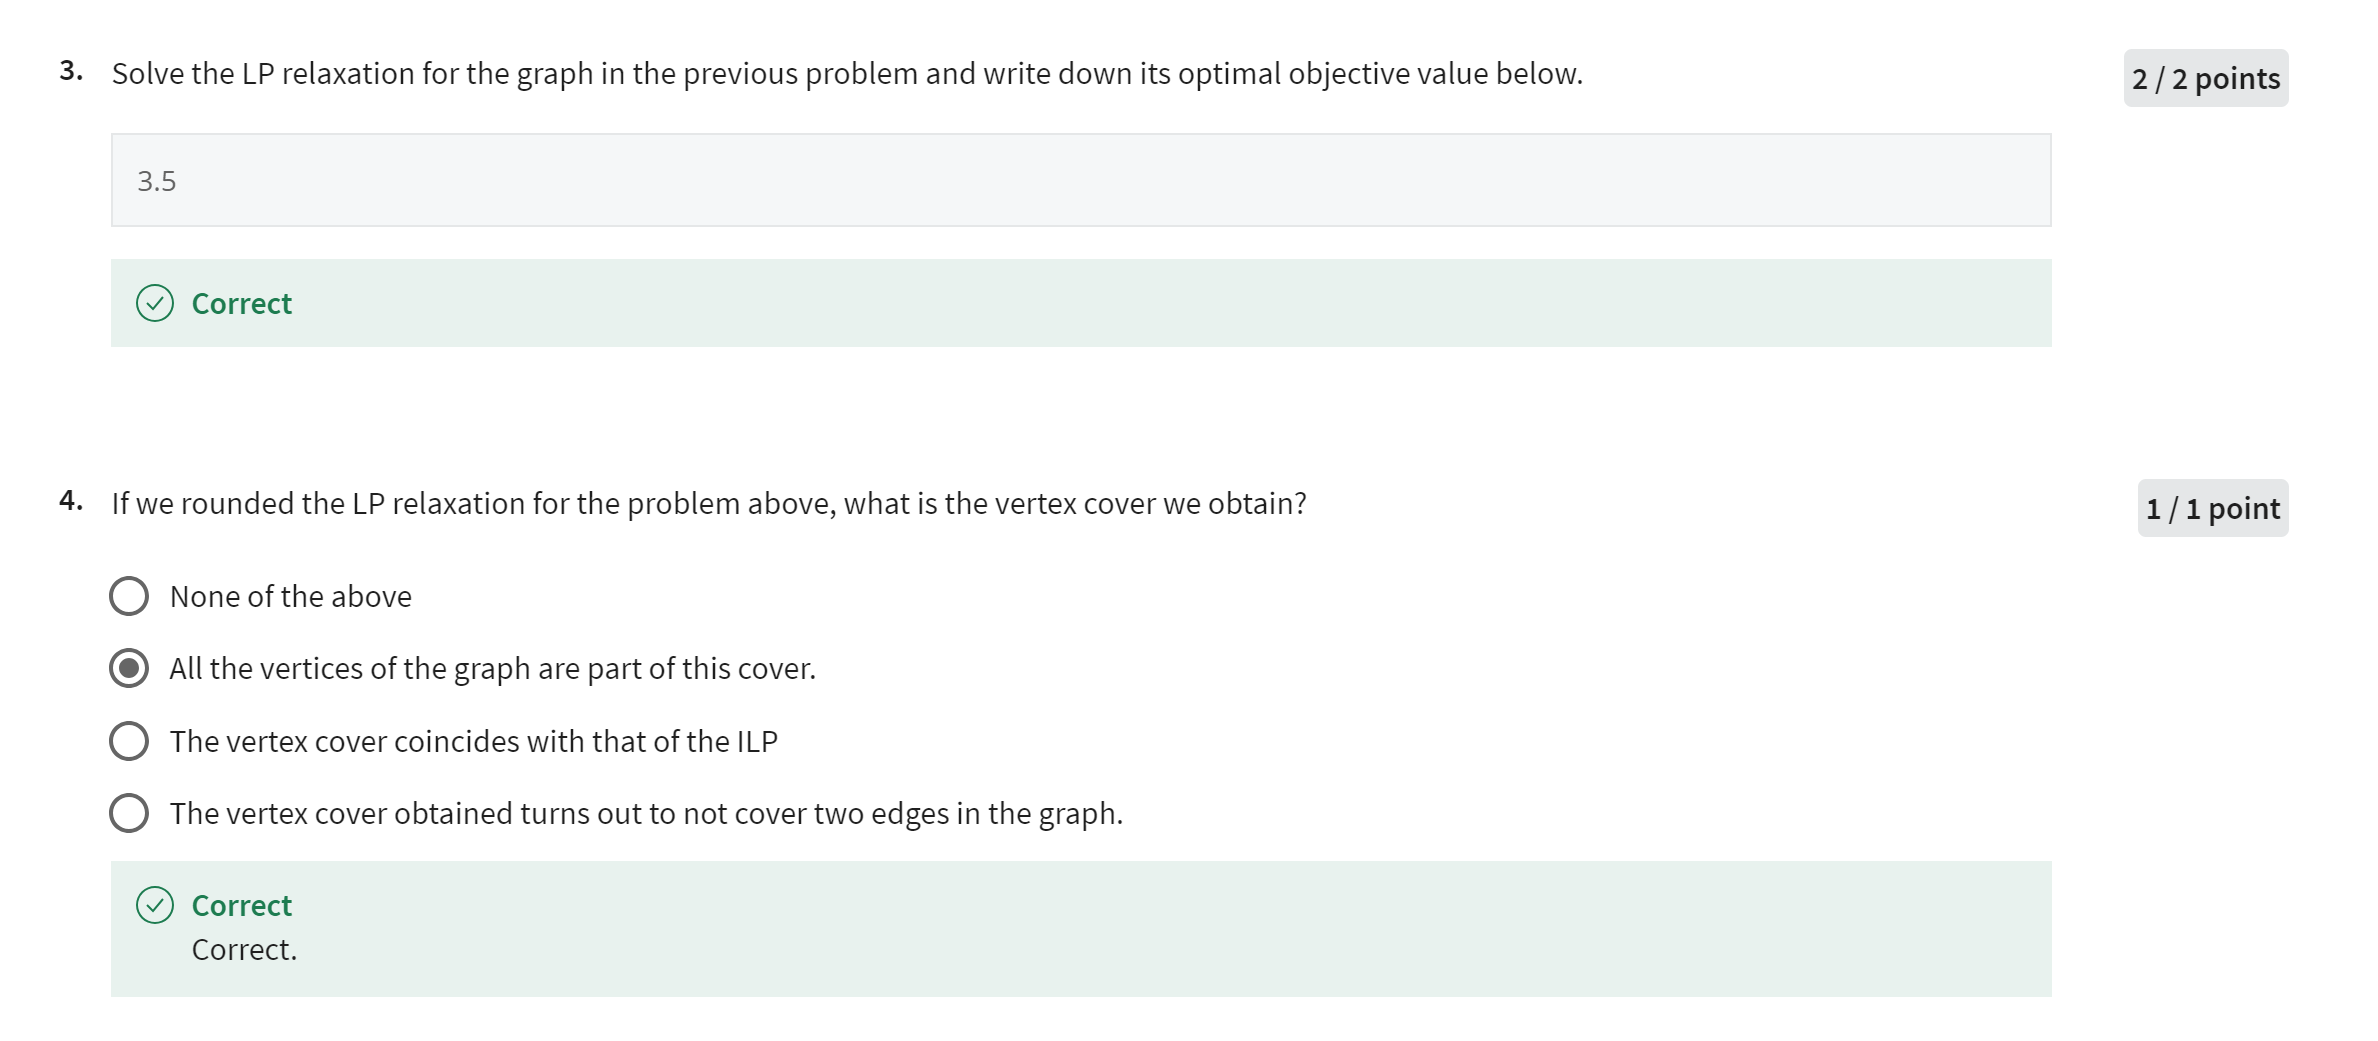 3. Solve the LP relaxation for the graph in the previous problem and write down its optimal objective value below.
2 / 2 points
3.5
Correct
4. If we rounded the LP relaxation for the problem above, what is the vertex cover we obtain?
1 / 1 point
None of the above
All the vertices of the graph are part of this cover.
The vertex cover coincides with that of the ILP
The vertex cover obtained turns out to not cover two edges in the graph.
Correct
Correct.